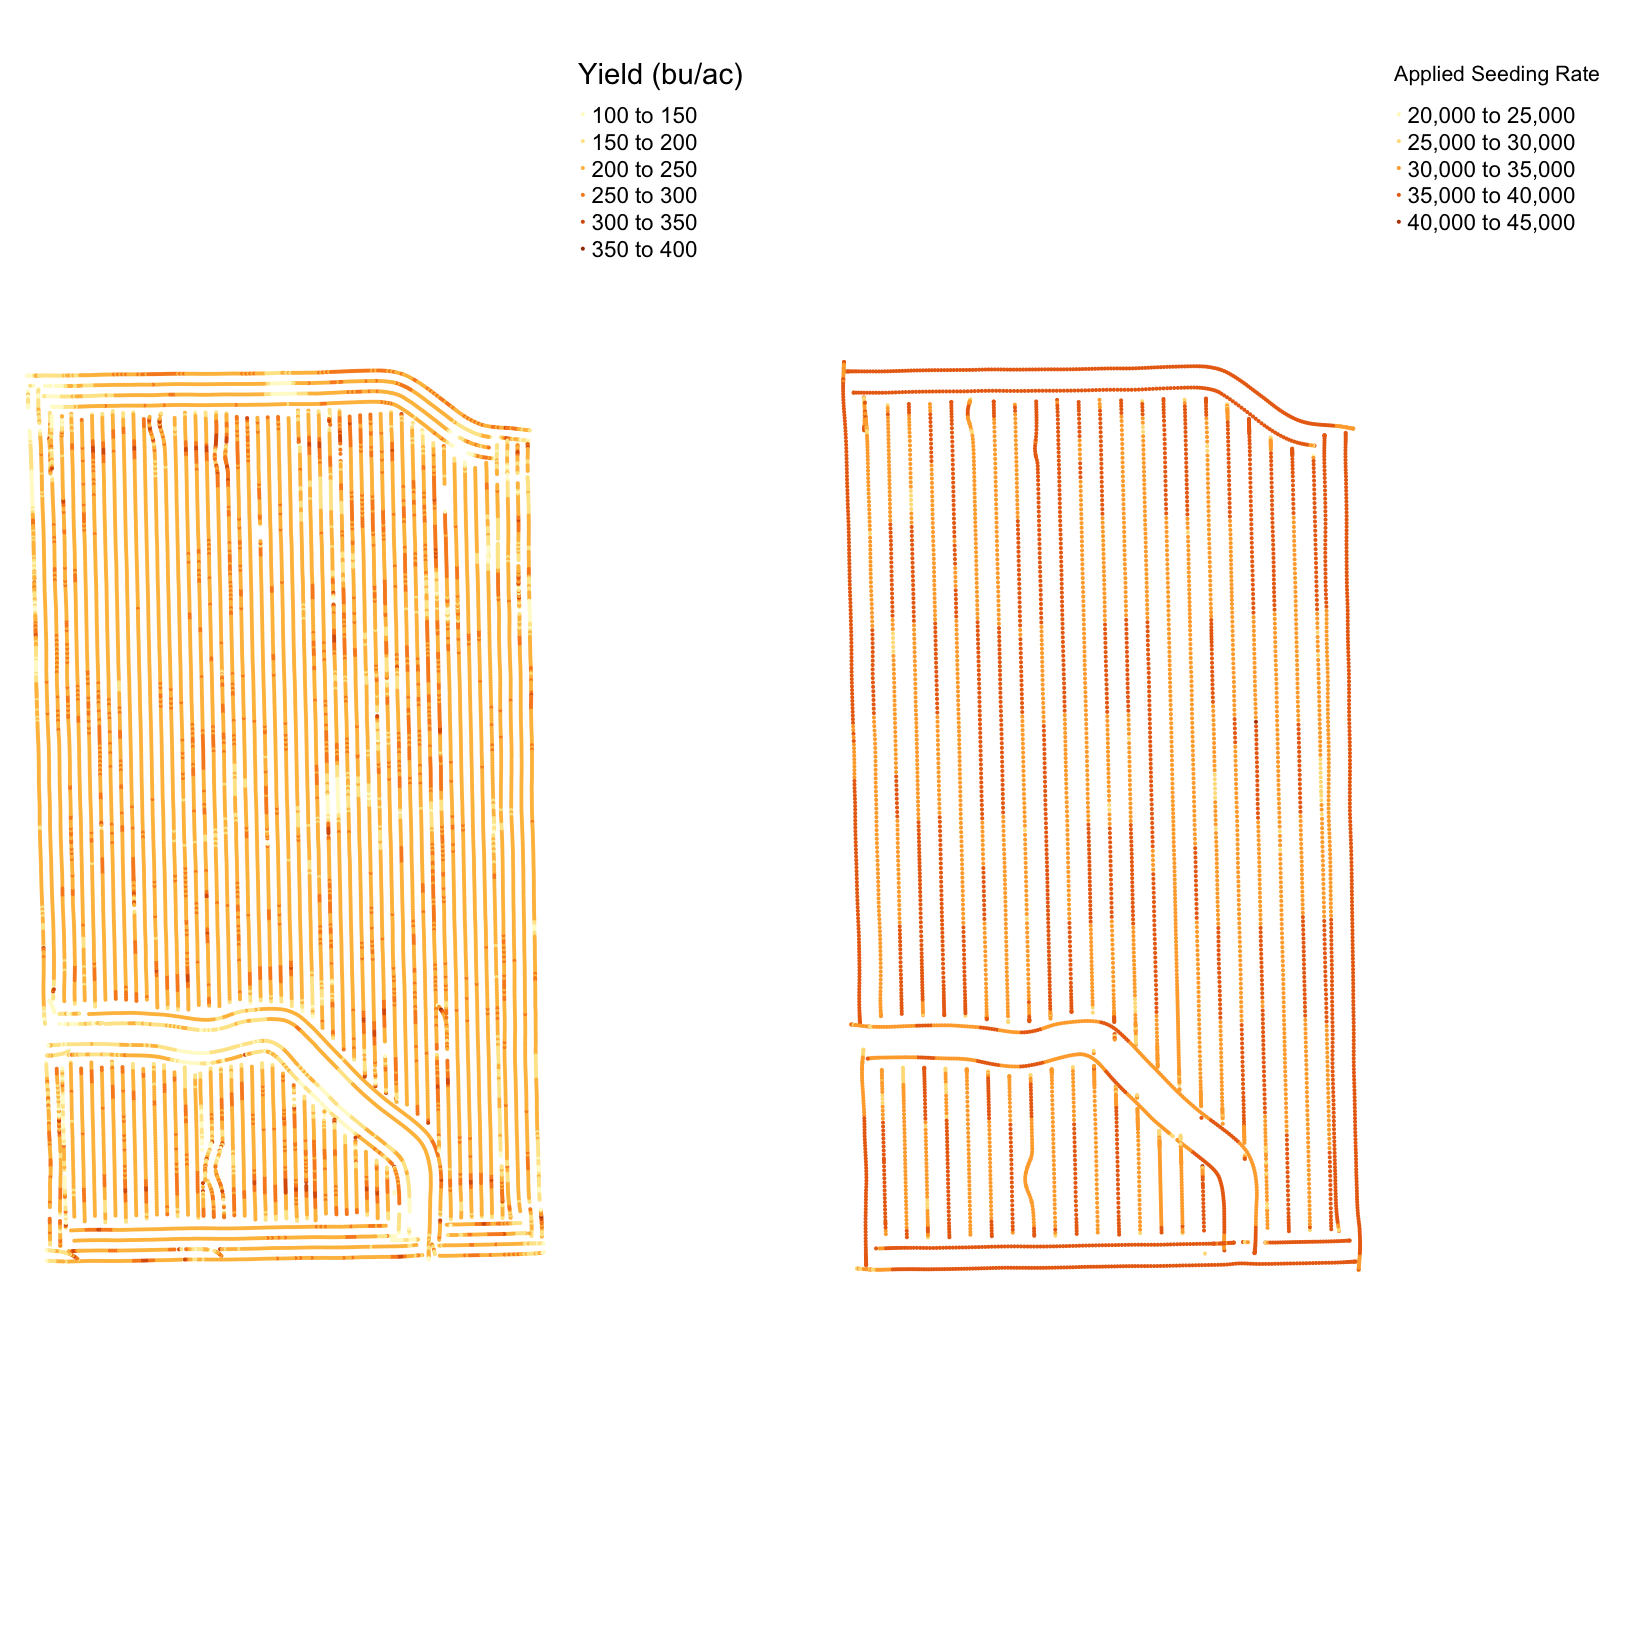 Yield (bu/ac)
100 to 150
150 to 200
200 to 250
250 to 300
300 to 350
350 to 400
Applied Seeding Rate
20,000 to 25,000
25,000 to 30,000
30,000 to 35,000
35,000 to 40,000
40,000 to 45,000